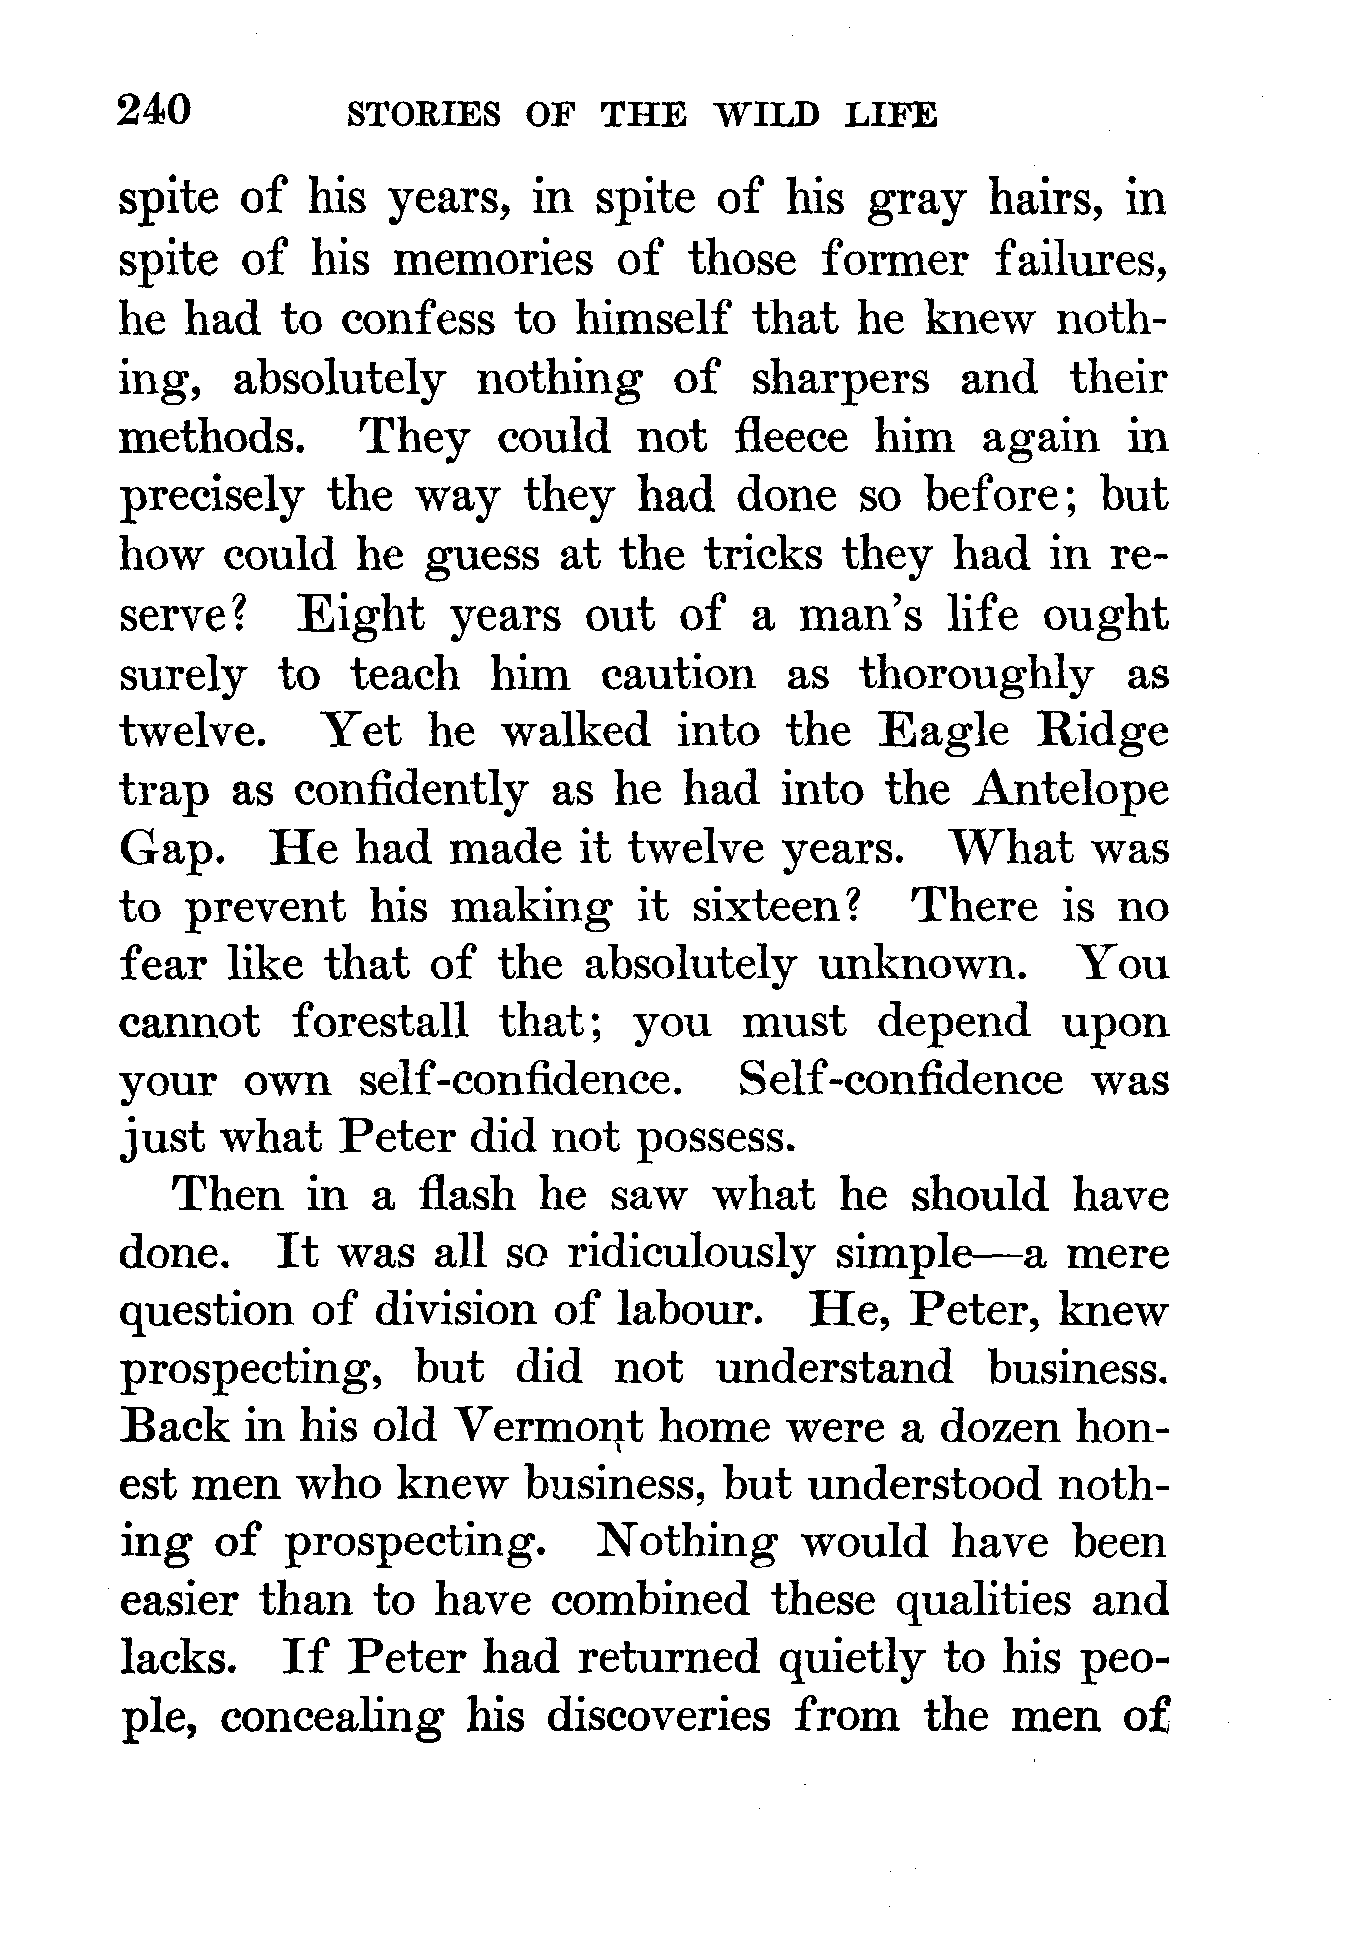 240 STORIES OF THE WILD LIFE
spite of his years, in spite of his gray hairs, in
spite of his memories of those former failures,
he had to confess to himself that he knew noth-
ing, absolutely nothing of sharpers and their
methods. They could not fleece him again in
precisely the way they had done so before; but
how could he guess at the tricks they had in re-
serve? Eight years out of a man's life ought
surely to teach him caution as thoroughly as
twelve. Yet he walked into the Eagle Ridge
trap as confidently as he had into the Antelope
Gap. He had made it twelve years. What was
to prevent his making it sixteen? There is no
fear like that of the absolutely unknown. You
cannot forestall that; you must depend upon
your own self-confidence. Self-confidence was
just what Peter did not possess.
Then in a flash he saw what he should have
done. It was all so ridiculously simple—a mere
question of division of labour. He, Peter, knew
prospecting, but did not understand business.
Back in his old Vermont home were a dozen hon-
est men who knew business, but understood noth-
ing of prospecting. Nothing would have been
easier than to have combined these qualities and
lacks. If Peter had returned quietly to his peo-
ple, concealing his discoveries from the men of